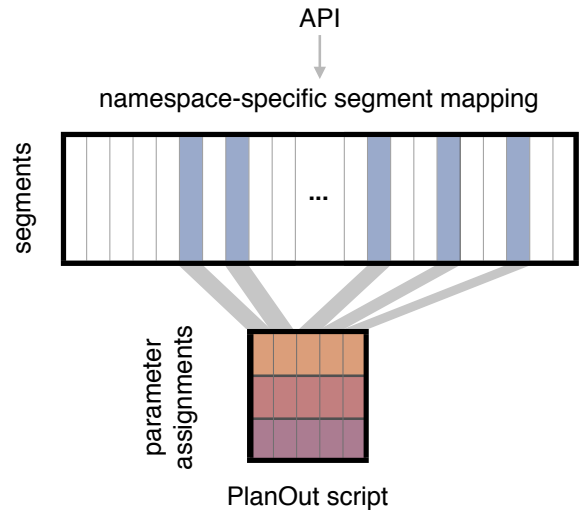 API
namespace-specific segment mapping
segments
...
parameter
assignments
PlanOut script